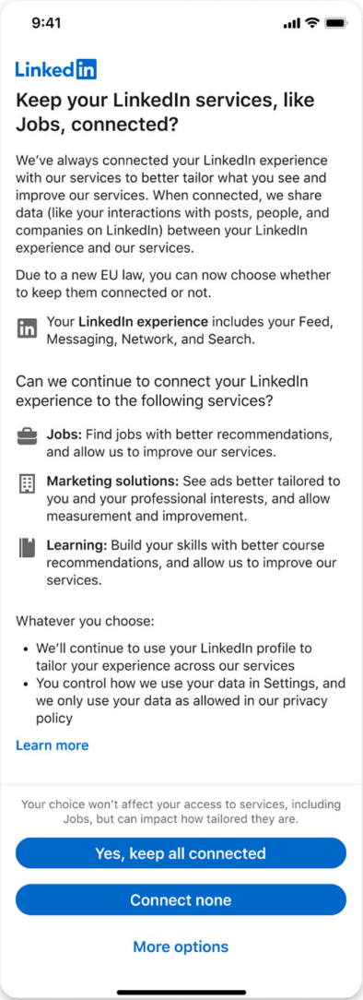 9:41
LinkedIn
Keep your LinkedIn services, like
Jobs, connected?
We’ve always connected your LinkedIn experience
with our services to better tailor what you see and
improve our services. When connected, we share
data (like your interactions with posts, people, and
companies on LinkedIn) between your LinkedIn
experience and our services.
Due to a new EU law, you can now choose whether
to keep them connected or not.
in
Your LinkedIn experience includes your Feed,
Messaging, Network, and Search.
Can we continue to connect your LinkedIn
experience to the following services?
Jobs: Find jobs with better recommendations,
and allow us to improve our services.
Marketing solutions: See ads better tailored to
you and your professional interests, and allow
measurement and improvement.
Learning: Build your skills with better course
recommendations, and allow us to improve our
services.
Whatever you choose:
• We’ll continue to use your LinkedIn profile to
tailor your experience across our services
• You control how we use your data in Settings, and
we only use your data as allowed in our privacy
policy
Learn more
Your choice won’t affect your access to services, including
Jobs, but can impact how tailored they are.
Yes, keep all connected
Connect none
More options